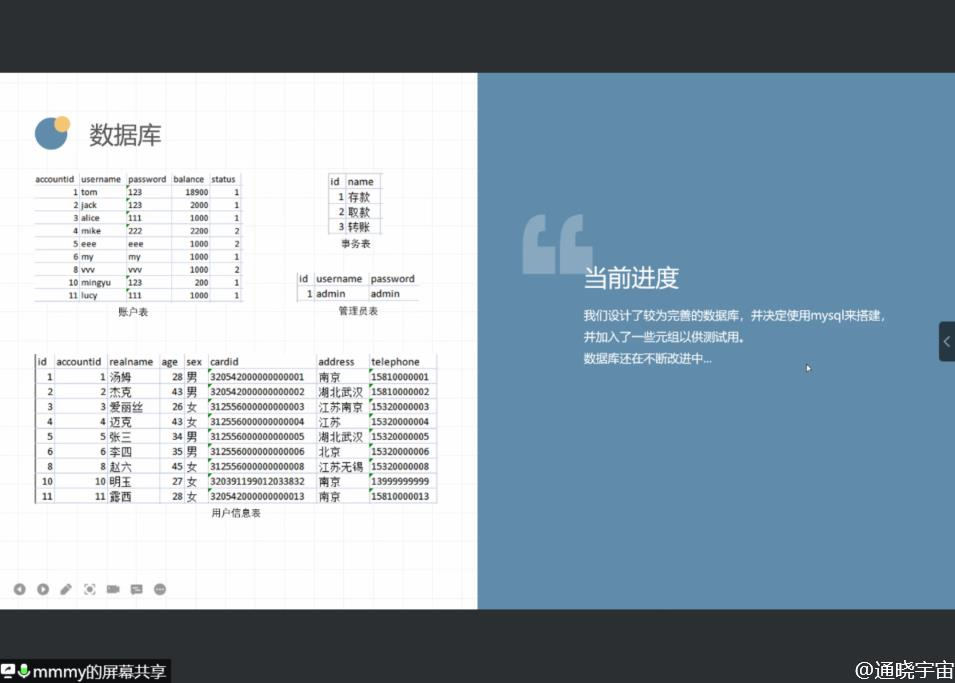 数据库
accountid username password balance status
1 tom 123 18900 1
2 jack 123 2000 1
3 alice 111 1000 1
4 mike 222 2200 2
5 eee eee 1000 2
6 my my 1000 1
8 vvv vvv 1000 2
10 mingyu 123 200 1
11 lucy 111 1000 1
账户表
id name
1 存款
2 取款
3 转账
事务表
id username password
1 admin admin
管理员表
id accountid realname age sex cardid address telephone
1 1 汤姆 28 男 320542000000000001 南京 15810000001
2 2 杰克 43 男 320542000000000002 湖北武汉 15810000002
3 3 爱丽丝 26 女 312556000000000003 江苏南京 15320000003
4 4 迈克 43 女 312556000000000004 江苏 15320000004
5 5 张三 34 男 312556000000000005 湖北武汉 15320000005
6 6 李四 35 男 312556000000000006 北京 15320000006
8 8 赵六 45 女 312556000000000008 江苏无锡 15320000008
10 10 明玉 27 女 320391199012033832 南京 13999999999
11 11 露西 28 女 320542000000000013 南京 15810000013
用户信息表
当前进度
我们设计了较为完善的数据库，并决定使用mysql来搭建，
并加入了一些元组以供测试用。
数据库还在不断改进中...
mmmy的屏幕共享
@通晓宇宙